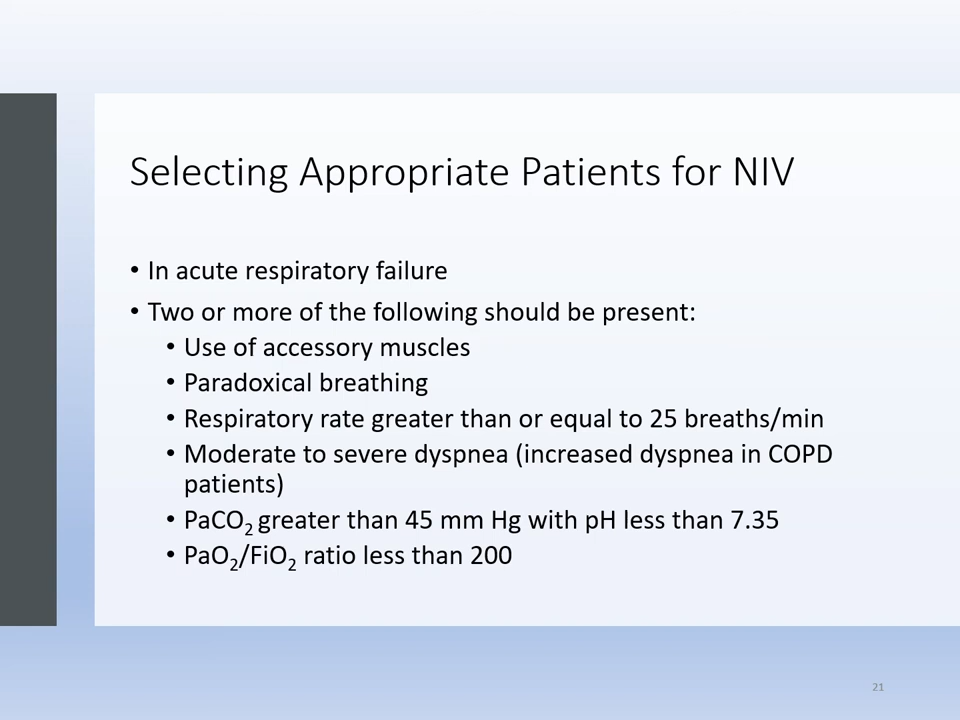 Selecting Appropriate Patients for NIV
• In acute respiratory failure
• Two or more of the following should be present:
• Use of accessory muscles
• Paradoxical breathing
• Respiratory rate greater than or equal to 25 breaths/min
• Moderate to severe dyspnea (increased dyspnea in COPD
patients)
• PaCO₂ greater than 45 mm Hg with pH less than 7.35
• PaO₂/FiO₂ ratio less than 200
21